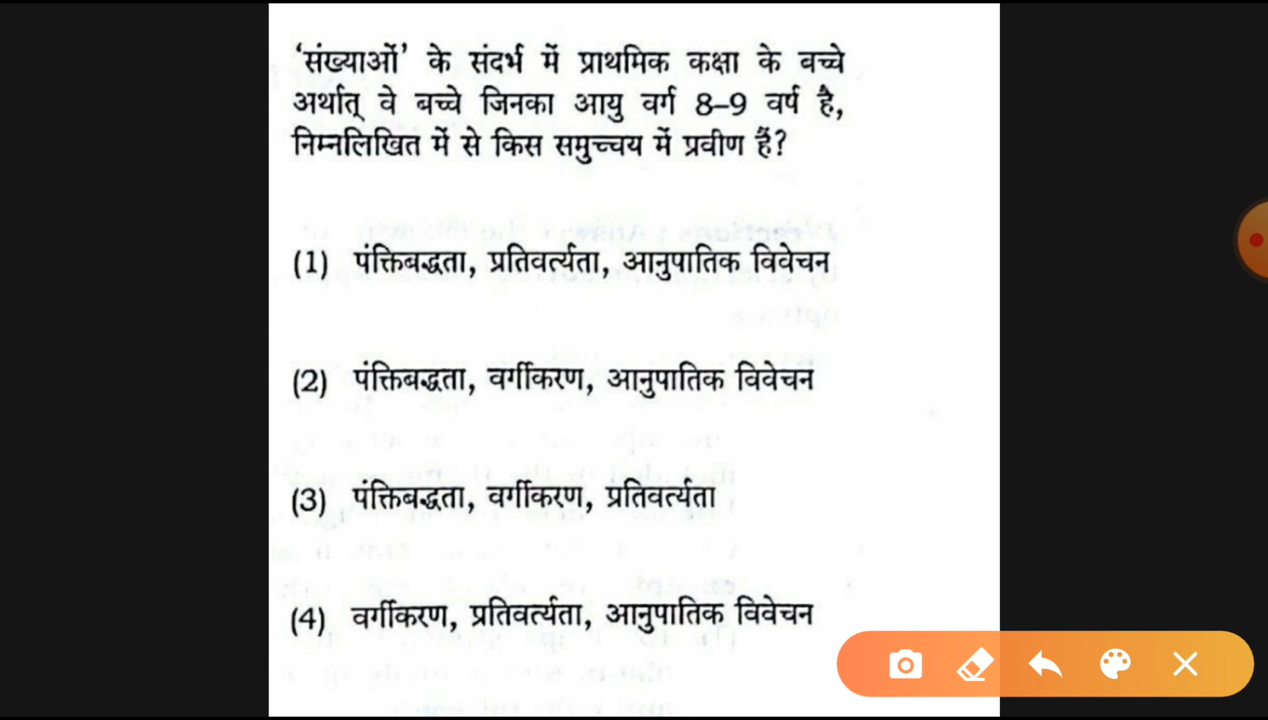 ‘संख्याओं’ के संदर्भ में प्राथमिक कक्षा के बच्चे
अर्थात् वे बच्चे जिनका आयु वर्ग 8–9 वर्ष है,
निम्नलिखित में से किस समुच्चय में प्रवीण हैं?
(1) पंक्तिबद्धता, प्रतिवर्त्यता, आनुपातिक विवेचन
(2) पंक्तिबद्धता, वर्गीकरण, आनुपातिक विवेचन
(3) पंक्तिबद्धता, वर्गीकरण, प्रतिवर्त्यता
(4) वर्गीकरण, प्रतिवर्त्यता, आनुपातिक विवेचन